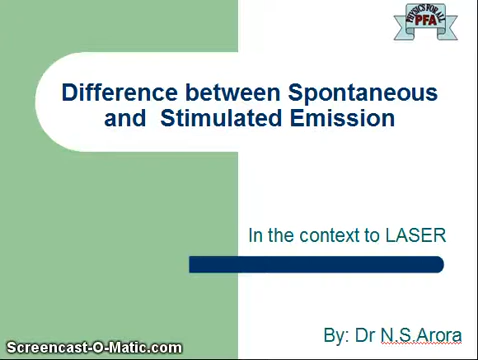 PHYSICS FOR ALL
PFA
Difference between Spontaneous
and Stimulated Emission
In the context to LASER
By: Dr N.S.Arora
Screencast-O-Matic.com